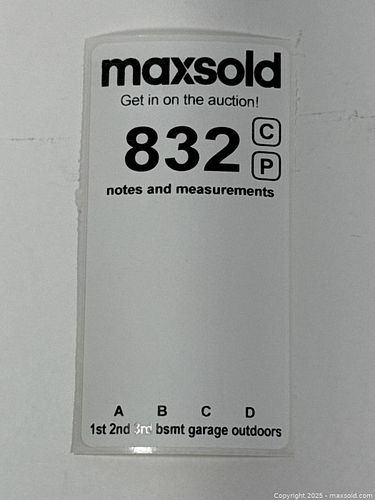 maxsold
Get in on the auction!
832 C
P
notes and measurements
A B C D
1st 2nd 3rd bsmt garage outdoors
Copyright 2025 - maxsold.com